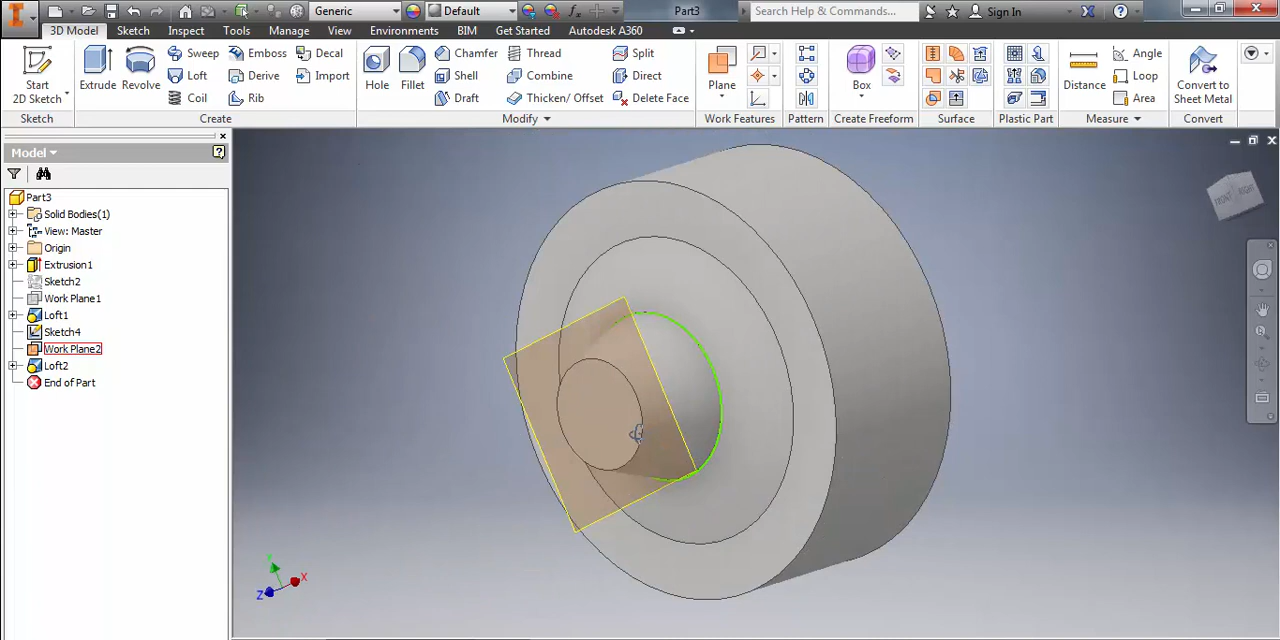 Generic
Default
Part3
Search Help & Commands...
Sign In
3D Model
Sketch
Inspect
Tools
Manage
View
Environments
BIM
Get Started
Autodesk A360
Start
2D Sketch
Extrude
Revolve
Sweep
Loft
Coil
Emboss
Derive
Rib
Decal
Import
Hole
Fillet
Chamfer
Shell
Draft
Thread
Combine
Thicken/ Offset
Split
Direct
Delete Face
Plane
Box
Distance
Angle
Loop
Area
Convert to
Sheet Metal
Sketch
Create
Modify
Work Features
Pattern
Create Freeform
Surface
Plastic Part
Measure
Convert
Model
Part3
Solid Bodies(1)
View: Master
Origin
Extrusion1
Sketch2
Work Plane1
Loft1
Sketch4
Work Plane2
Loft2
End of Part
FRONT
RIGHT
Y
X
Z